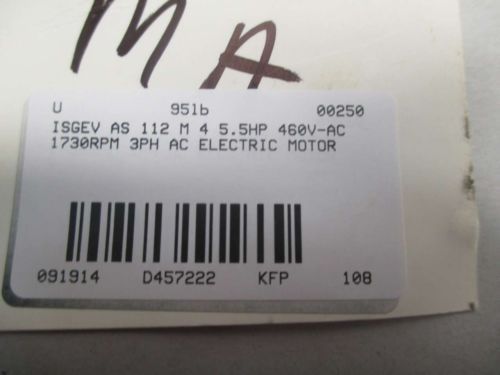 MA
U 951b 00250
ISGEV AS 112 M 4 5.5HP 460V-AC
1730RPM 3PH AC ELECTRIC MOTOR
091914 D457222 KFP 108